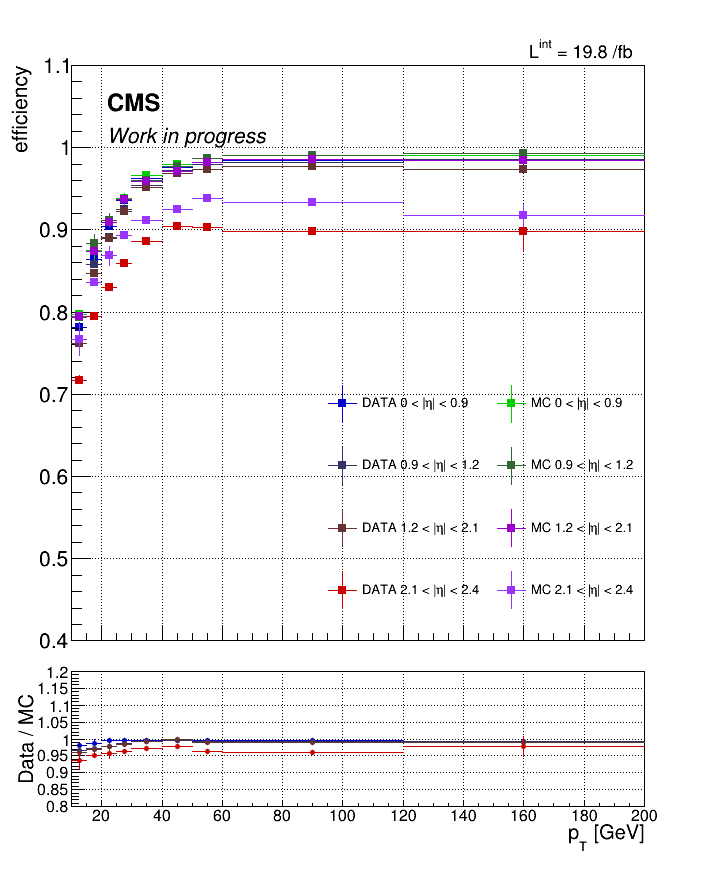 L^int = 19.8 /fb
efficiency
CMS
Work in progress
1.1
1
0.9
0.8
0.7
0.6
0.5
0.4
DATA 0 < |η| < 0.9
MC 0 < |η| < 0.9
DATA 0.9 < |η| < 1.2
MC 0.9 < |η| < 1.2
DATA 1.2 < |η| < 2.1
MC 1.2 < |η| < 2.1
DATA 2.1 < |η| < 2.4
MC 2.1 < |η| < 2.4
Data / MC
1.2
1.15
1.1
1.05
1
0.95
0.9
0.85
0.8
20 40 60 80 100 120 140 160 180 200
p_T [GeV]